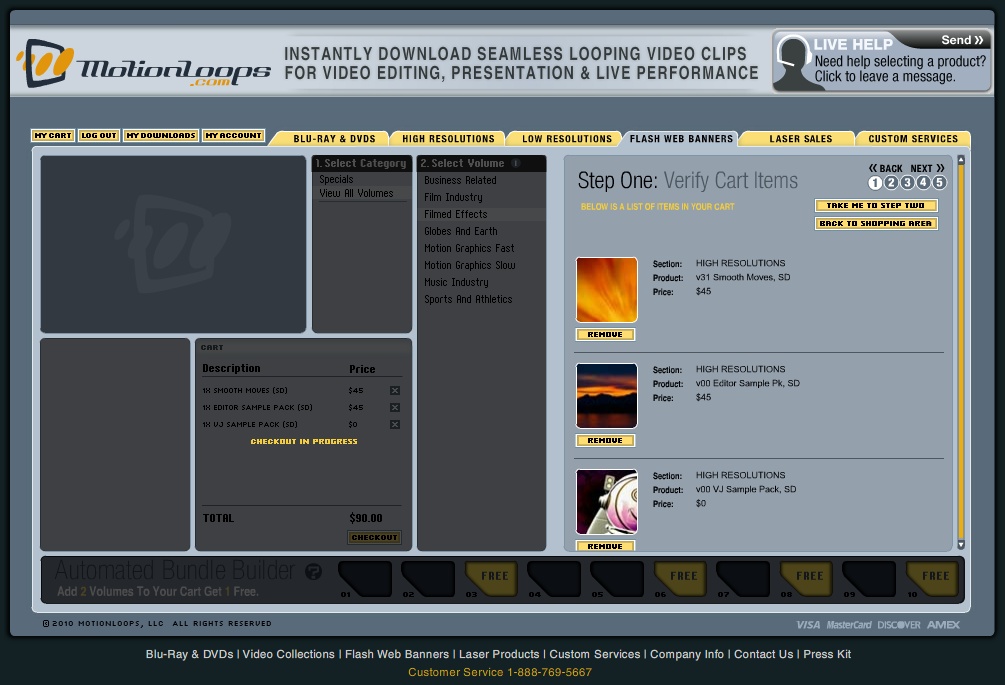 Motionloops
.com
INSTANTLY DOWNLOAD SEAMLESS LOOPING VIDEO CLIPS
FOR VIDEO EDITING, PRESENTATION & LIVE PERFORMANCE
LIVE HELP
Send »
Need help selecting a product?
Click to leave a message.
MY CART LOG OUT MY DOWNLOADS MY ACCOUNT
BLU-RAY & DVDS HIGH RESOLUTIONS LOW RESOLUTIONS FLASH WEB BANNERS LASER SALES CUSTOM SERVICES
1. Select Category
Specials
View All Volumes
2. Select Volume i
Business Related
Film Industry
Filmed Effects
Globes And Earth
Motion Graphics Fast
Motion Graphics Slow
Music Industry
Sports And Athletics
CART
Description Price
1X SMOOTH MOVES (SD) $45 X
1X EDITOR SAMPLE PACK (SD) $45 X
1X VJ SAMPLE PACK (SD) $0 X
CHECKOUT IN PROGRESS
TOTAL $90.00
CHECKOUT
Step One: Verify Cart Items
« BACK NEXT »
1 2 3 4 5
BELOW IS A LIST OF ITEMS IN YOUR CART
TAKE ME TO STEP TWO
BACK TO SHOPPING AREA
Section: HIGH RESOLUTIONS
Product: v31 Smooth Moves, SD
Price: $45
REMOVE
Section: HIGH RESOLUTIONS
Product: v00 Editor Sample Pk, SD
Price: $45
REMOVE
Section: HIGH RESOLUTIONS
Product: v00 VJ Sample Pack, SD
Price: $0
REMOVE
Automated Bundle Builder ?
Add 2 Volumes To Your Cart Get 1 Free.
FREE FREE FREE FREE
01 02 03 04 05 06 07 08 09 10
© 2010 MOTIONLOOPS, LLC ALL RIGHTS RESERVED
VISA MasterCard DISCOVER AMEX
Blu-Ray & DVDs | Video Collections | Flash Web Banners | Laser Products | Custom Services | Company Info | Contact Us | Press Kit
Customer Service 1-888-769-5667